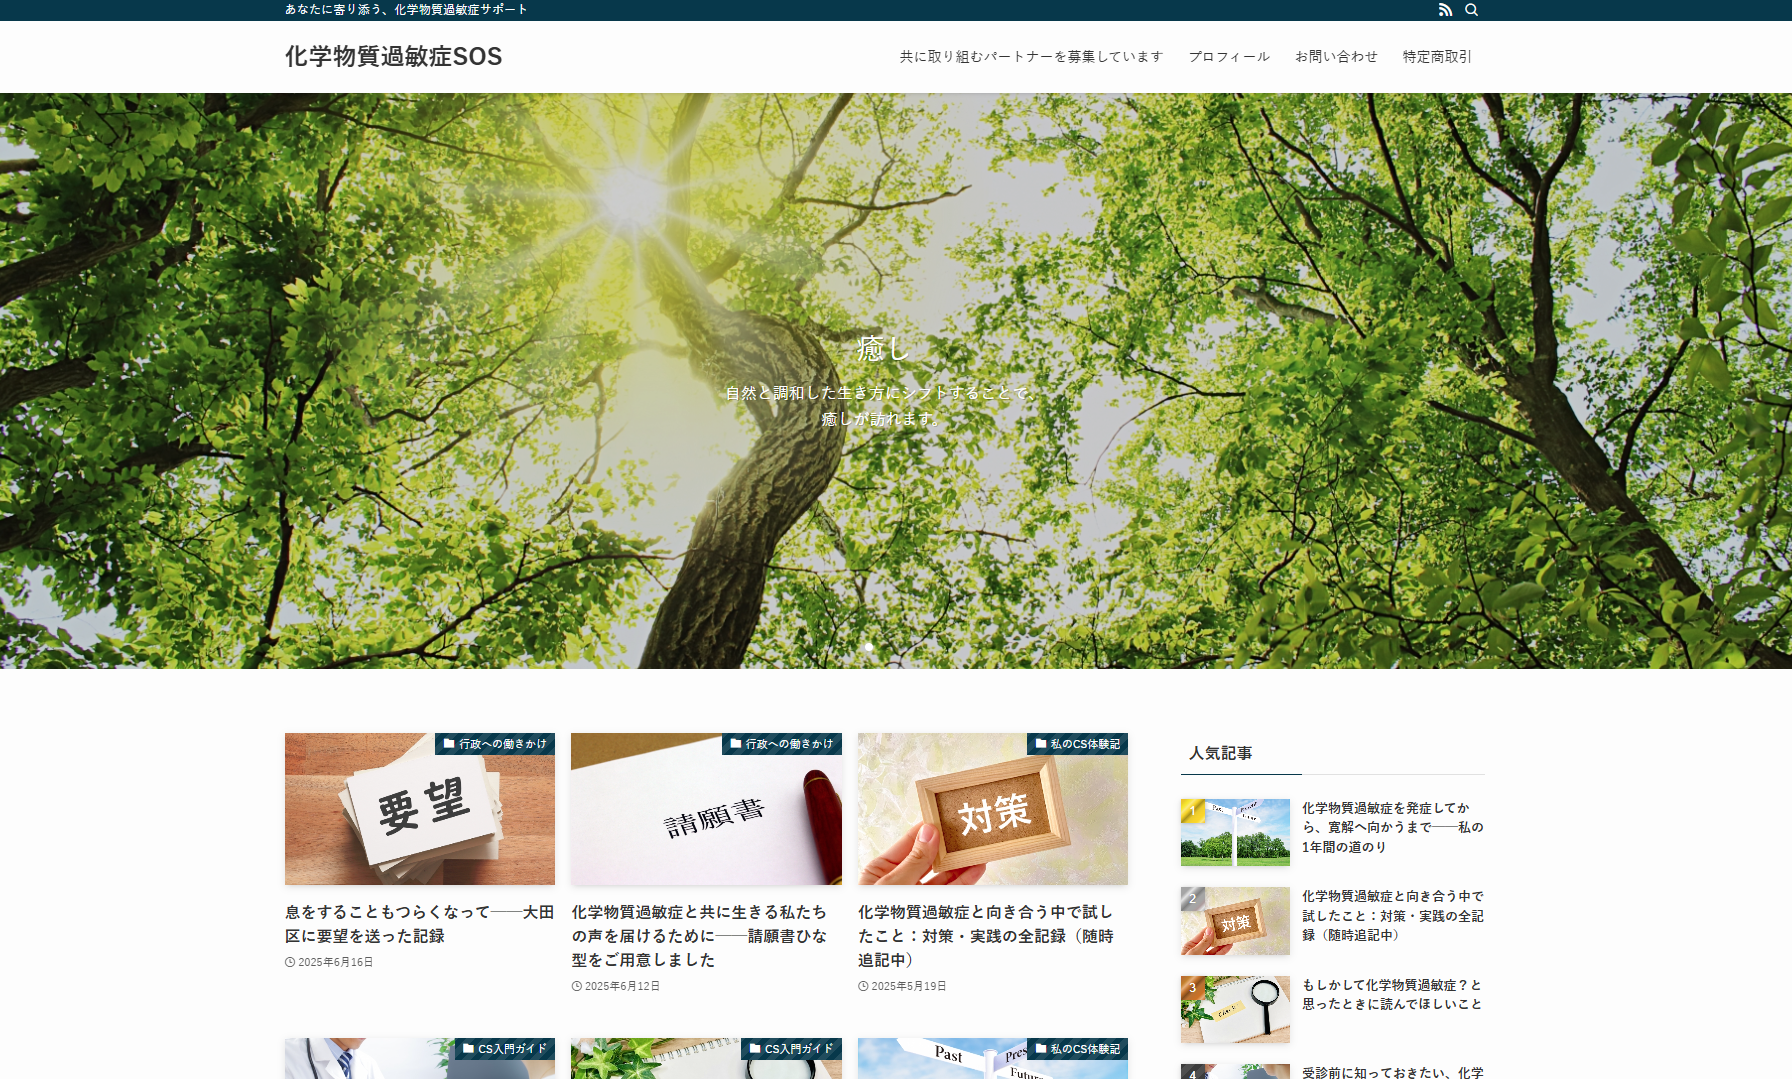 あなたに寄り添う、化学物質過敏症サポート
化学物質過敏症SOS
共に取り組むパートナーを募集しています
プロフィール
お問い合わせ
特定商取引
癒し
自然と調和した生き方にシフトすることで、
癒しが訪れます。
行政への働きかけ
要望
息をすることもつらくなって──大田
区に要望を送った記録
2025年6月16日
行政への働きかけ
請願書
化学物質過敏症と共に生きる私たち
の声を届けるために──請願書ひな
型をご用意しました
2025年6月12日
私のCS体験記
対策
化学物質過敏症と向き合う中で試し
たこと：対策・実践の全記録（随時
追記中）
2025年5月19日
CS入門ガイド
CS入門ガイド
私のCS体験記
Past
Pres
Future
人気記事
1
化学物質過敏症を発症してか
ら、寛解へ向かうまで──私の
1年間の道のり
2
対策
化学物質過敏症と向き合う中で
試したこと：対策・実践の全記
録（随時追記中）
3
もしかして化学物質過敏症？と
思ったときに読んでほしいこと
4
受診前に知っておきたい、化学